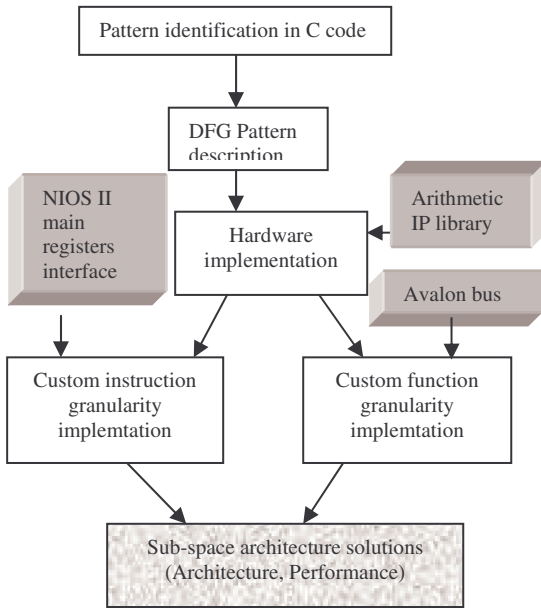 Pattern identification in C code
DFG Pattern
description
NIOS II
main
registers
interface
Arithmetic
IP library
Hardware
implementation
Avalon bus
Custom instruction
granularity
implemtation
Custom function
granularity
implemtation
Sub-space architecture solutions
(Architecture, Performance)